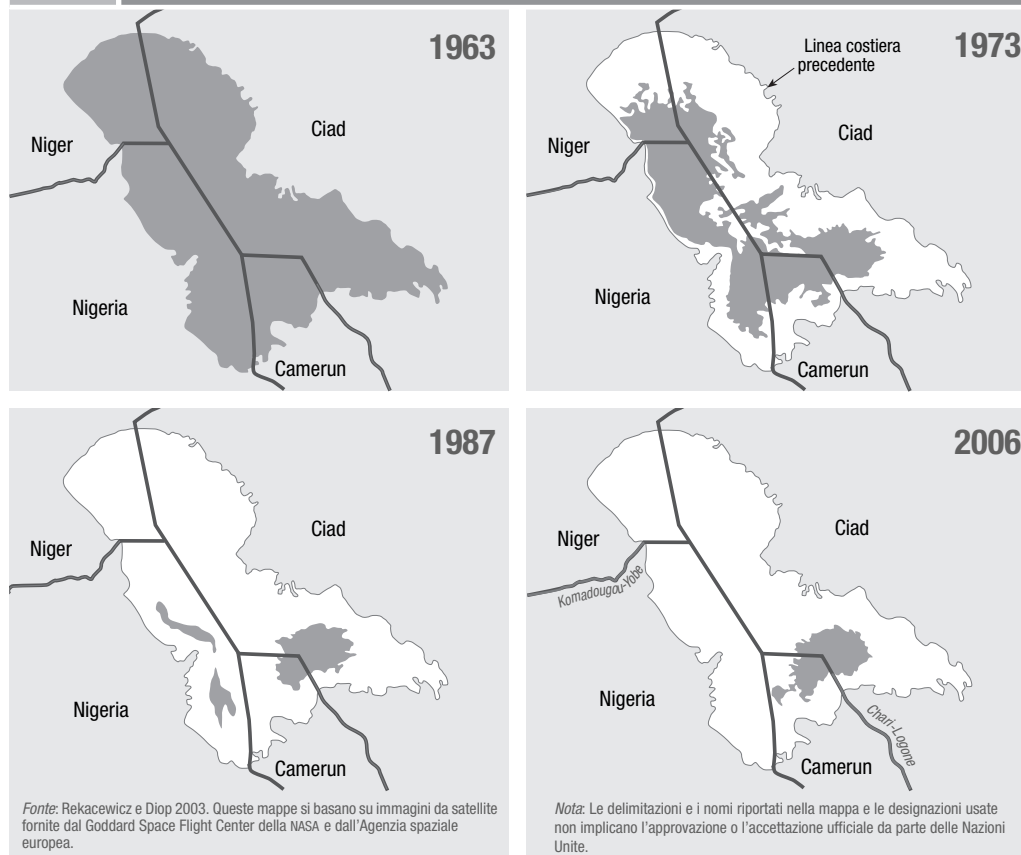 1963
Niger
Ciad
Nigeria
Camerun
1973
Linea costiera
precedente
Niger
Ciad
Nigeria
Camerun
1987
Niger
Ciad
Nigeria
Camerun
Fonte: Rekacewicz e Diop 2003. Queste mappe si basano su immagini da satellite
fornite dal Goddard Space Flight Center della NASA e dall'Agenzia spaziale
europea.
2006
Niger
Ciad
Komadougou-Yobe
Nigeria
Chari-Logone
Camerun
Nota: Le delimitazioni e i nomi riportati nella mappa e le designazioni usate
non implicano l'approvazione o l'accettazione ufficiale da parte delle Nazioni
Unite.